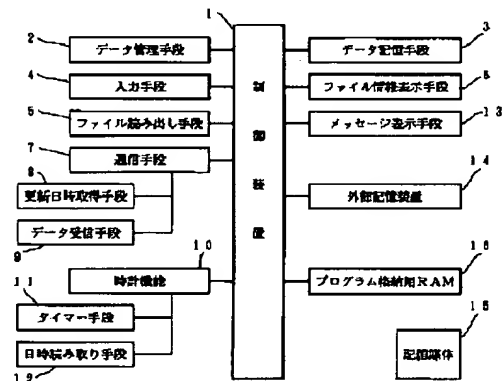 1
2
データ管理手段
3
データ記憶手段
4
入力手段
ファイル情報表示手段
5
ファイル読み出し手段
13
メッセージ表示手段
7
通信手段
制御装置
8
更新日時取得手段
14
外部記憶装置
データ受信手段
9
10
時計機能
16
プログラム格納用RAM
11
タイマー手段
日時読み取り手段
19
記憶媒体